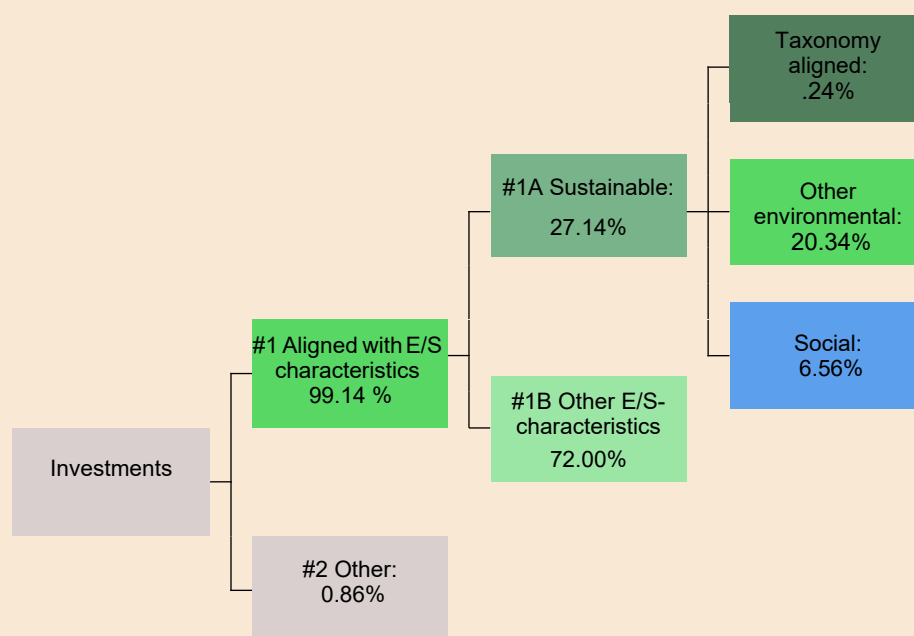 Taxonomy
aligned:
.24%
#1A Sustainable:
27.14%
Other
environmental:
20.34%
#1 Aligned with E/S
characteristics
99.14 %
Social:
6.56%
#1B Other E/S-
characteristics
72.00%
Investments
#2 Other:
0.86%